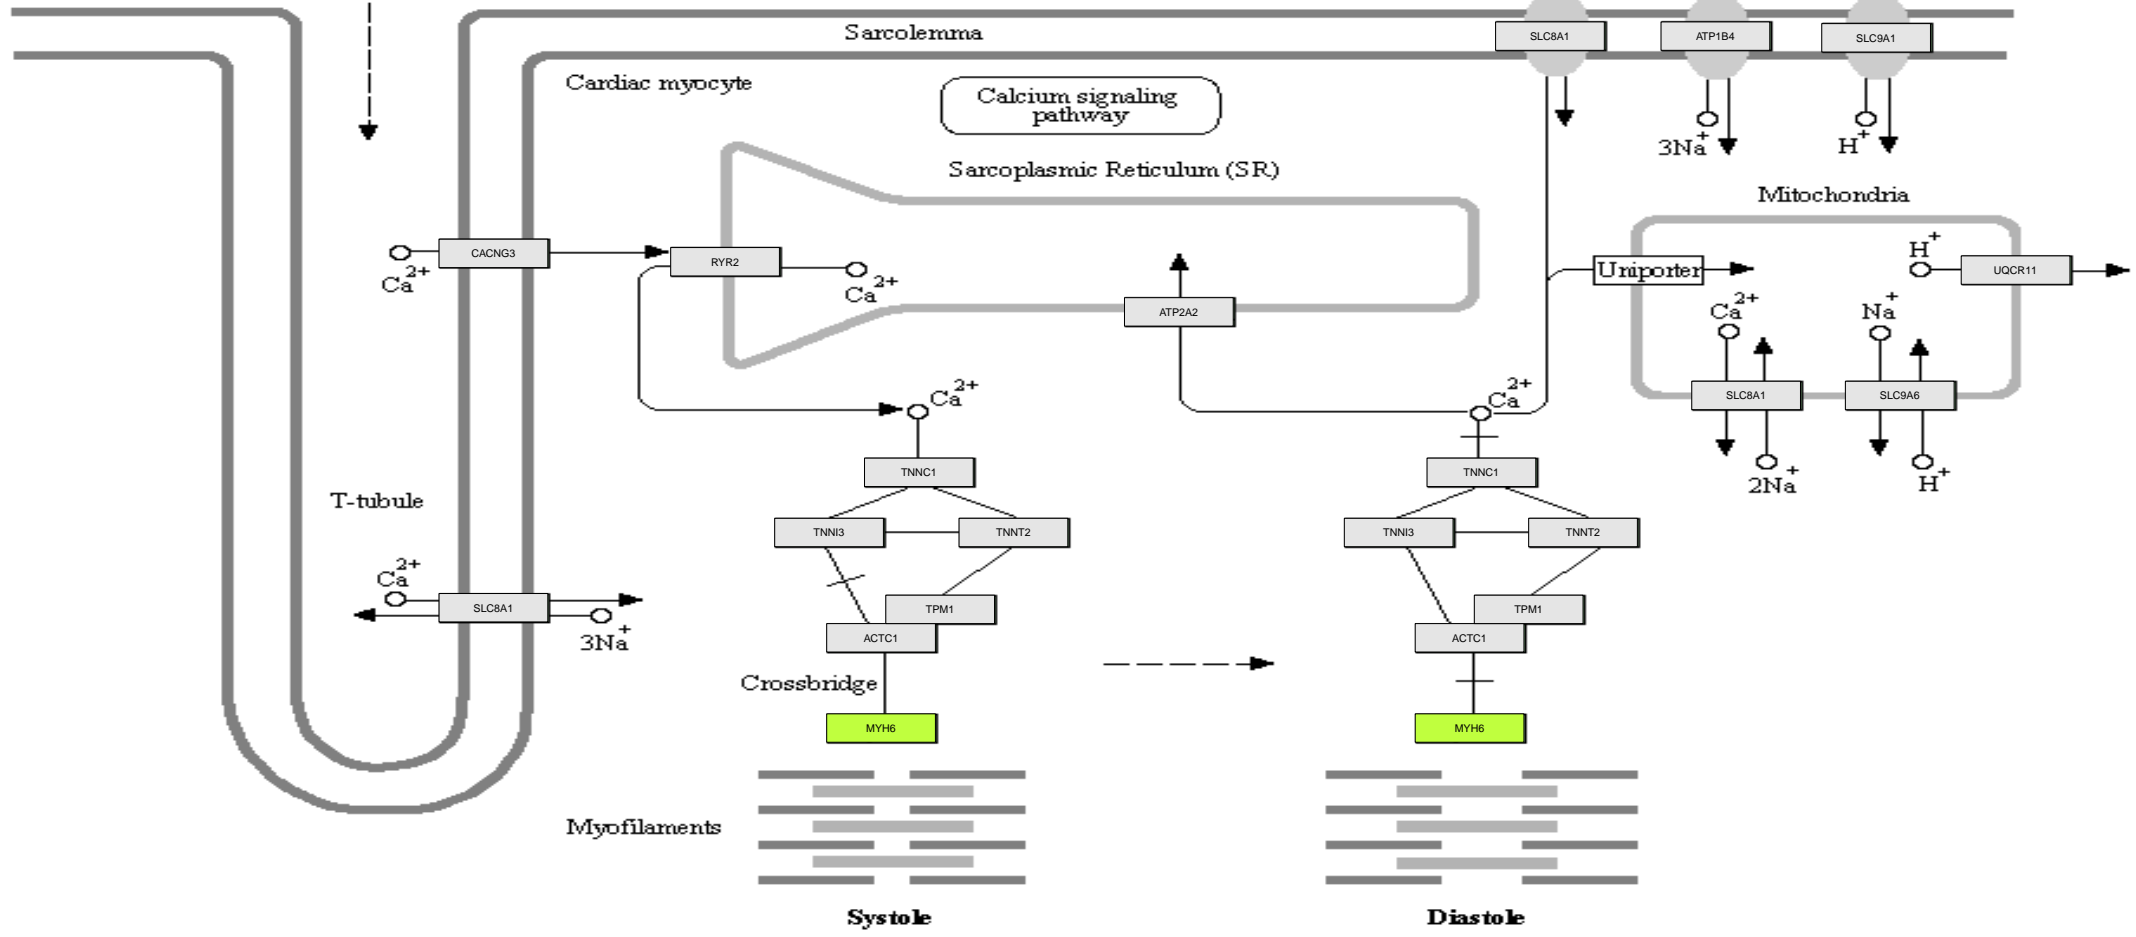 Sarcolemma
SLC8A1
ATP1B4
SLC9A1
Cardiac myocyte
Calcium signaling
pathway
3Na+
H+
Sarcoplasmic Reticulum (SR)
Mitochondria
CACNG3
Ca2+
RYR2
Ca2+
ATP2A2
Uniporter
H+
UQCR11
Ca2+
Na+
SLC8A1
SLC9A6
2Na+
H+
Ca2+
Ca2+
TNNC1
TNNC1
T-tubule
TNNI3
TNNT2
TNNI3
TNNT2
Ca2+
SLC8A1
3Na+
TPM1
ACTC1
TPM1
ACTC1
Crossbridge
MYH6
MYH6
Myofilaments
Systole
Diastole